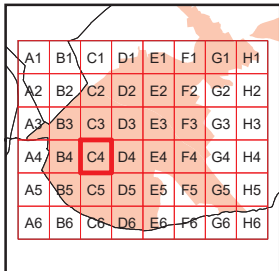 A1 B1 C1 D1 E1 F1 G1 H1
A2 B2 C2 D2 E2 F2 G2 H2
A3 B3 C3 D3 E3 F3 G3 H3
A4 B4 C4 D4 E4 F4 G4 H4
A5 B5 C5 D5 E5 F5 G5 H5
A6 B6 C6 D6 E6 F6 G6 H6